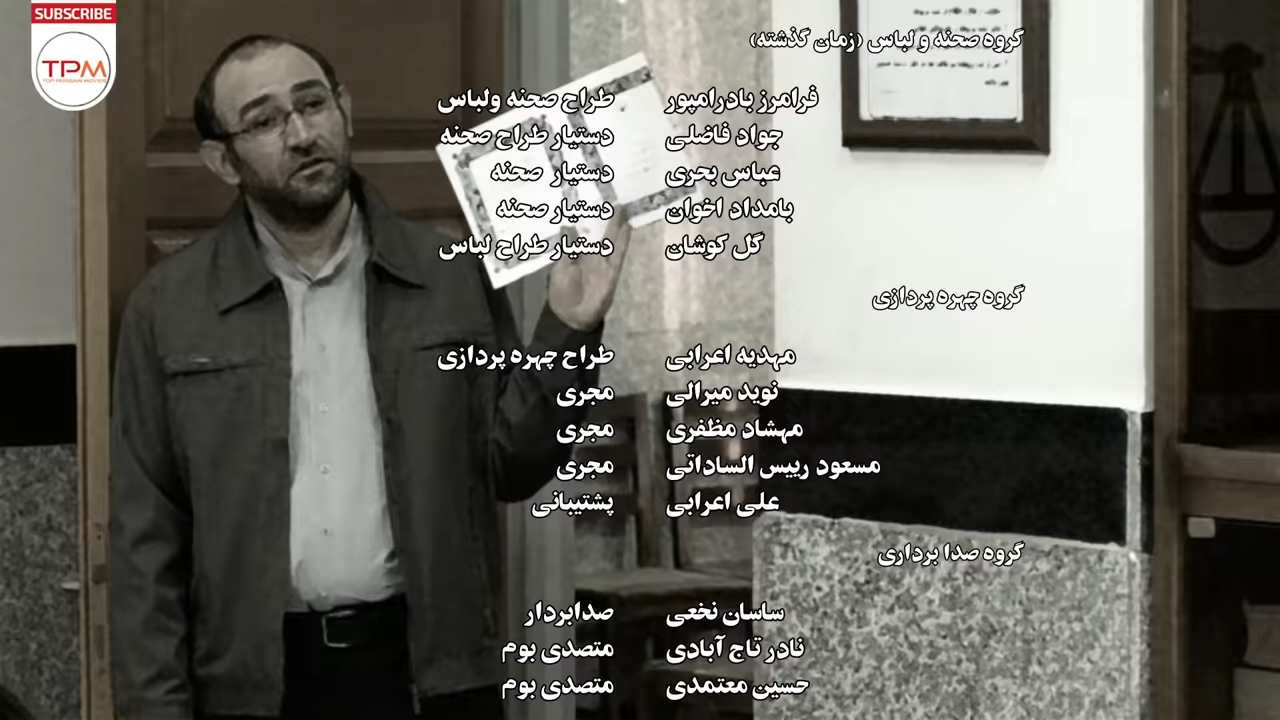 SUBSCRIBE
TPM
TOP PERSIAN MOVIES
گروه صحنه و لباس (زمان گذشته)
فرامرز بادرامپور طراح صحنه ولباس
جواد فاضلی دستیار طراح صحنه
عباس بحری دستیار صحنه
بامداد اخوان دستیار صحنه
گل کوشان دستیار طراح لباس
گروه چهره پردازی
مهدیه اعرابی طراح چهره پردازی
نوید میرالی مجری
مهشاد مظفری مجری
مسعود رییس الساداتی مجری
علی اعرابی پشتیبانی
گروه صدا برداری
ساسان نخعی صدابردار
نادر تاج آبادی متصدی بوم
حسین معتمدی متصدی بوم